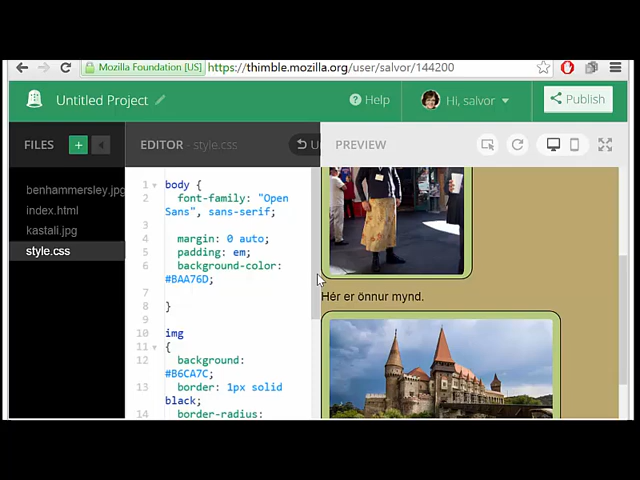 Mozilla Foundation [US] https://thimble.mozilla.org/user/salvor/144200
Untitled Project Help Hi, salvor Publish
FILES EDITOR - style.css PREVIEW
benhammersley.jpg
index.html
kastali.jpg
style.css
1 body {
2 font-family: "Open
Sans", sans-serif;
3
4 margin: 0 auto;
5 padding: em;
6 background-color:
#BAA76D;
7
8 }
9
10 img
11 {
12 background:
#B6CA7C;
13 border: 1px solid
black;
14 border-radius:
Hér er önnur mynd.